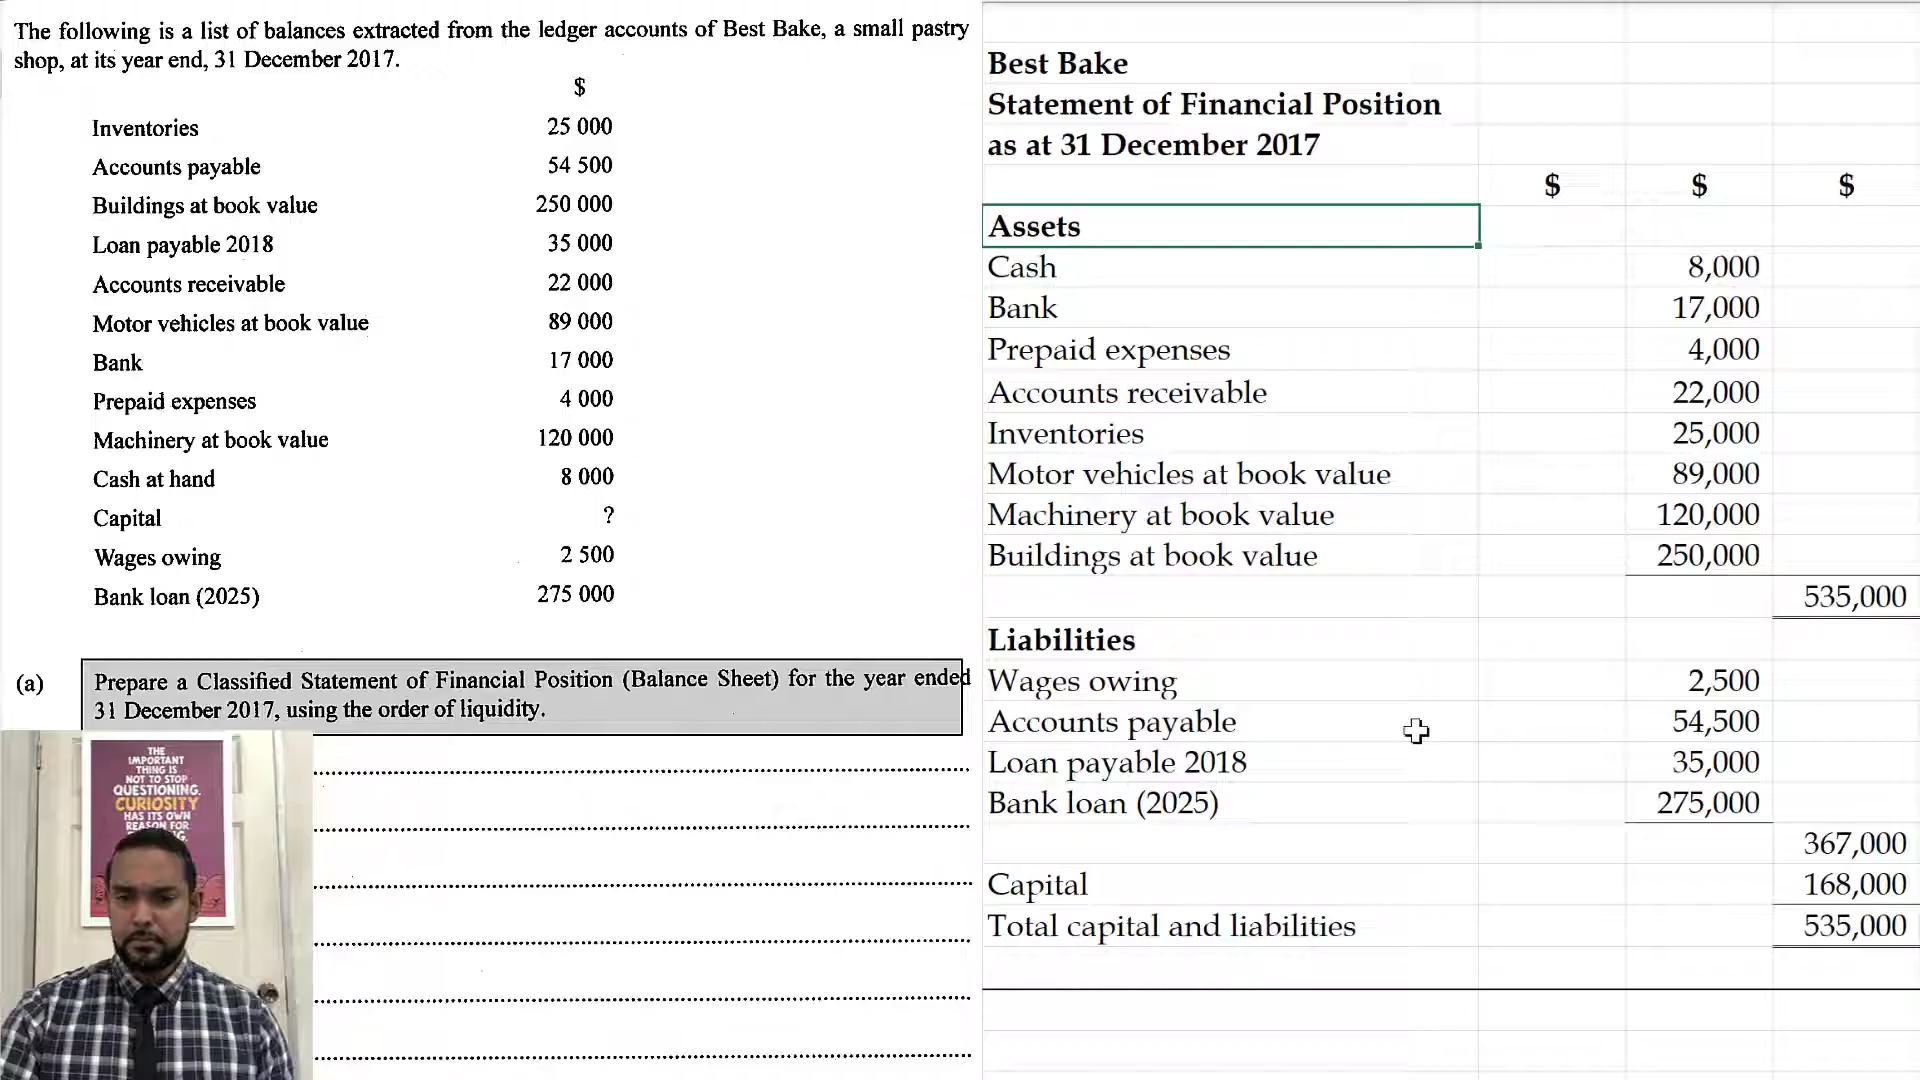 The following is a list of balances extracted from the ledger accounts of Best Bake, a small pastry
shop, at its year end, 31 December 2017.
$
Inventories 25 000
Accounts payable 54 500
Buildings at book value 250 000
Loan payable 2018 35 000
Accounts receivable 22 000
Motor vehicles at book value 89 000
Bank 17 000
Prepaid expenses 4 000
Machinery at book value 120 000
Cash at hand 8 000
Capital ?
Wages owing 2 500
Bank loan (2025) 275 000
(a) Prepare a Classified Statement of Financial Position (Balance Sheet) for the year ended
31 December 2017, using the order of liquidity.
THE
IMPORTANT
THING IS
NOT TO STOP
QUESTIONING.
CURIOSITY
HAS ITS OWN
REASON FOR
Best Bake
Statement of Financial Position
as at 31 December 2017
$ $ $
Assets
Cash 8,000
Bank 17,000
Prepaid expenses 4,000
Accounts receivable 22,000
Inventories 25,000
Motor vehicles at book value 89,000
Machinery at book value 120,000
Buildings at book value 250,000
535,000
Liabilities
Wages owing 2,500
Accounts payable 54,500
Loan payable 2018 35,000
Bank loan (2025) 275,000
367,000
Capital 168,000
Total capital and liabilities 535,000